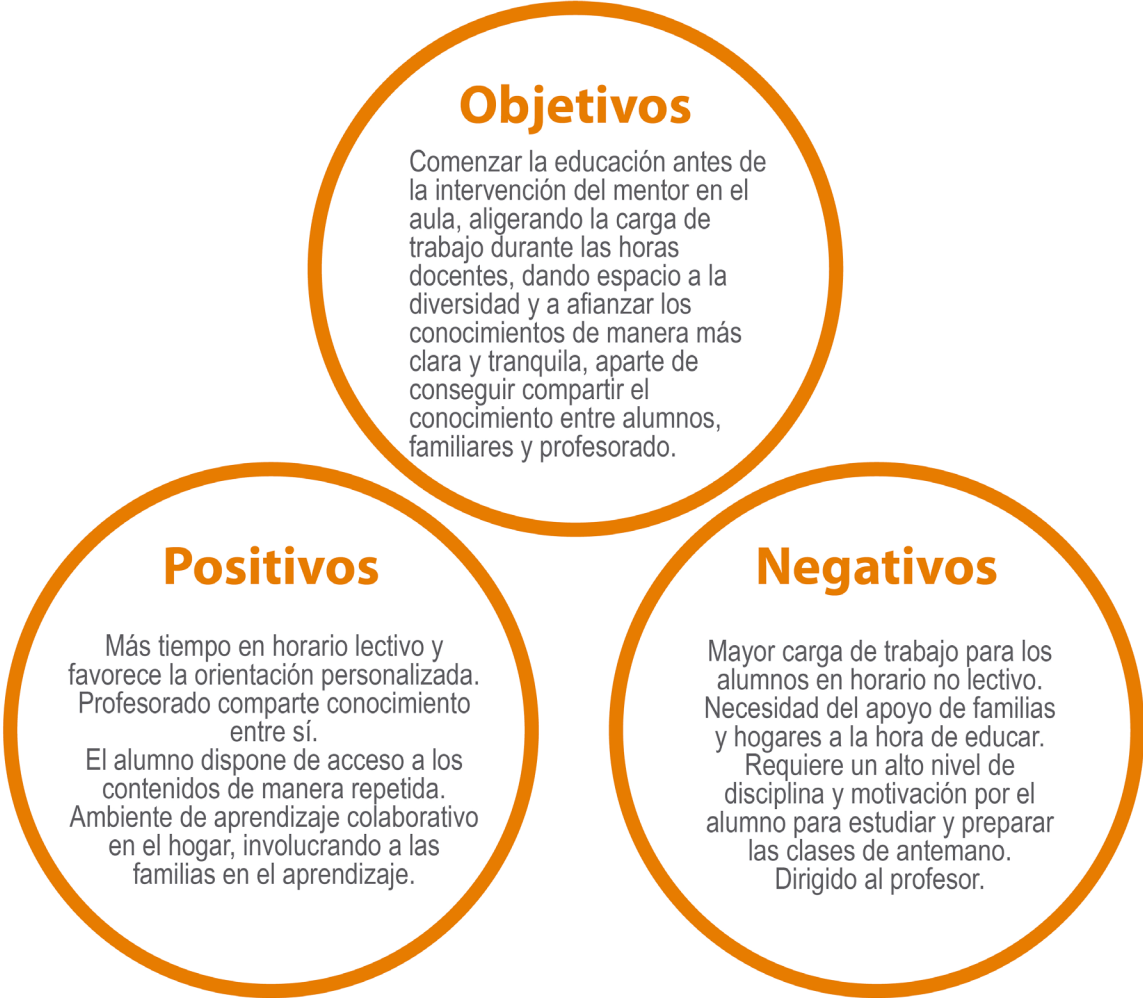 Objetivos
Comenzar la educación antes de
la intervención del mentor en el
aula, aligerando la carga de
trabajo durante las horas
docentes, dando espacio a la
diversidad y a afianzar los
conocimientos de manera más
clara y tranquila, aparte de
conseguir compartir el
conocimiento entre alumnos,
familiares y profesorado.
Positivos
Más tiempo en horario lectivo y
favorece la orientación personalizada.
Profesorado comparte conocimiento
entre sí.
El alumno dispone de acceso a los
contenidos de manera repetida.
Ambiente de aprendizaje colaborativo
en el hogar, involucrando a las
familias en el aprendizaje.
Negativos
Mayor carga de trabajo para los
alumnos en horario no lectivo.
Necesidad del apoyo de familias
y hogares a la hora de educar.
Requiere un alto nivel de
disciplina y motivación por el
alumno para estudiar y preparar
las clases de antemano.
Dirigido al profesor.